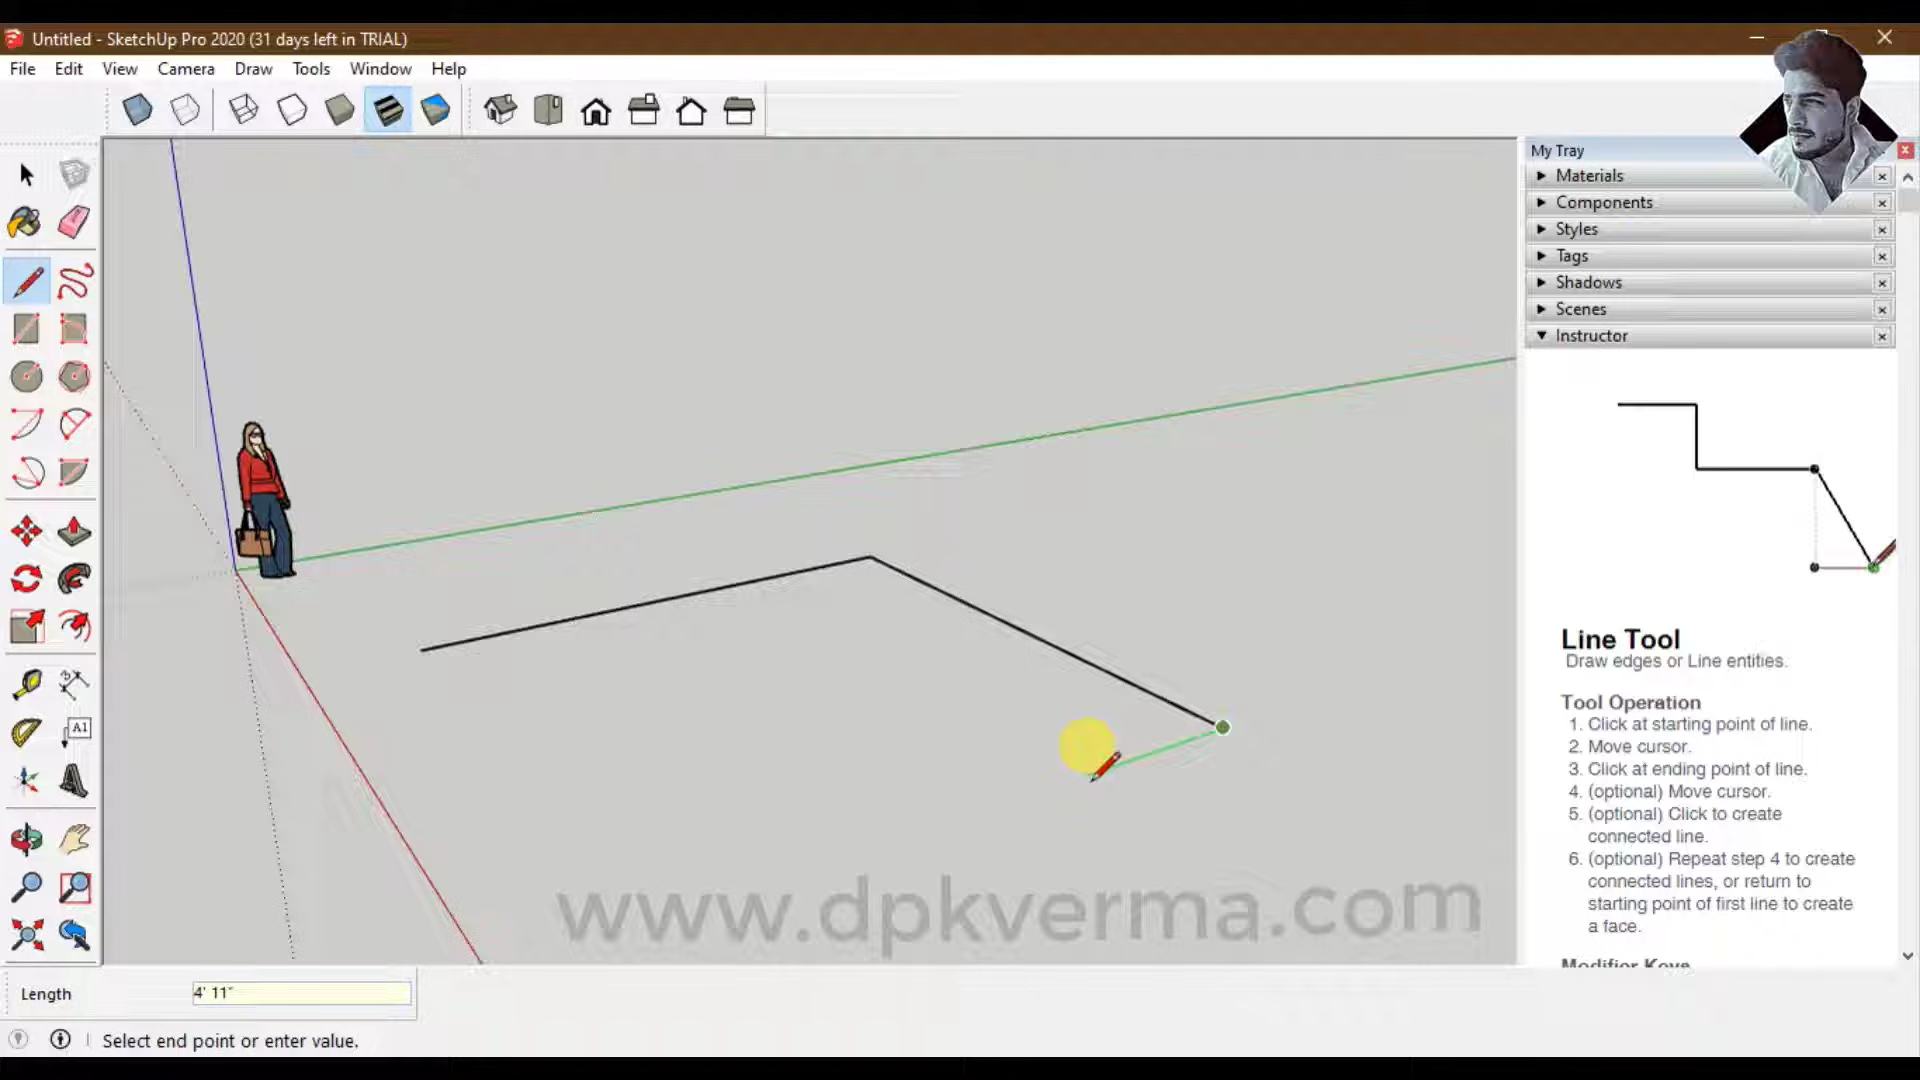 Untitled - SketchUp Pro 2020 (31 days left in TRIAL)
File Edit View Camera Draw Tools Window Help
My Tray
Materials
Components
Styles
Tags
Shadows
Scenes
Instructor
Line Tool
Draw edges or Line entities.
Tool Operation
1. Click at starting point of line.
2. Move cursor.
3. Click at ending point of line.
4. (optional) Move cursor.
5. (optional) Click to create
connected line.
6. (optional) Repeat step 4 to create
connected lines, or return to
starting point of first line to create
a face.
Modifier Keys
A1
www.dpkverma.com
Length 4' 11"
Select end point or enter value.